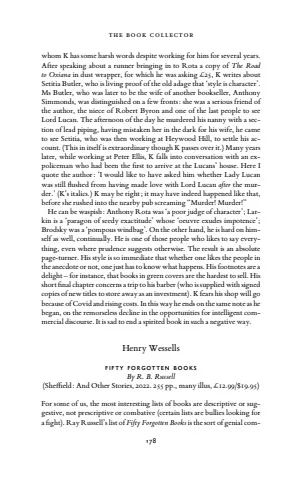 THE BOOK COLLECTOR
whom K has some harsh words despite working for him for several years.
After speaking about a runner bringing in to Rota a copy of The Road
to Oxiana in dust wrapper, for which he was asking £25, K writes about
Setitia Butler, who is living proof of the old adage that 'style is character'.
Ms Butler, who was later to be the wife of another bookseller, Anthony
Simmonds, was distinguished on a few fronts: she was a serious friend of
the author, the niece of Robert Byron and one of the last people to see
Lord Lucan. The afternoon of the day he murdered his nanny with a sec-
tion of lead piping, having mistaken her in the dark for his wife, he came
to see Setitia, who was then working at Heywood Hill, to settle his ac-
count. (This in itself is extraordinary though K passes over it.) Many years
later, while working at Peter Ellis, K falls into conversation with an ex-
policeman who had been the first to arrive at the Lucans' house. Here I
quote the author: 'I would like to have asked him whether Lady Lucan
was still flushed from having made love with Lord Lucan after the mur-
der.' (K's italics.) K may be right; it may have indeed happened like that,
before she rushed into the nearby pub screaming "Murder! Murder!"
He can be waspish: Anthony Rota was 'a poor judge of character'; Lar-
kin is a 'paragon of seedy exactitude' whose 'oeuvre exudes impotence';
Brodsky was a 'pompous windbag'. On the other hand, he is hard on him-
self as well, continually. He is one of those people who likes to say every-
thing, even where prudence suggests otherwise. The result is an absolute
page-turner. His style is so immediate that whether one likes the people in
the anecdote or not, one just has to know what happens. His footnotes are a
delight – for instance, that books in green covers are the hardest to sell. His
short final chapter concerns a trip to his barber (who is supplied with signed
copies of new titles to store away as an investment). K fears his shop will go
because of Covid and rising costs. In this way he ends on the same note as he
began, on the remorseless decline in the opportunities for intelligent com-
mercial discourse. It is sad to end a spirited book in such a negative way.
Henry Wessells
FIFTY FORGOTTEN BOOKS
By R. B. Russell
(Sheffield: And Other Stories, 2022. 255 pp., many illus, £12.99/$19.95)
For some of us, the most interesting lists of books are descriptive or sug-
gestive, not prescriptive or combative (certain lists are bullies looking for
a fight). Ray Russell's list of Fifty Forgotten Books is the sort of genial com-
178